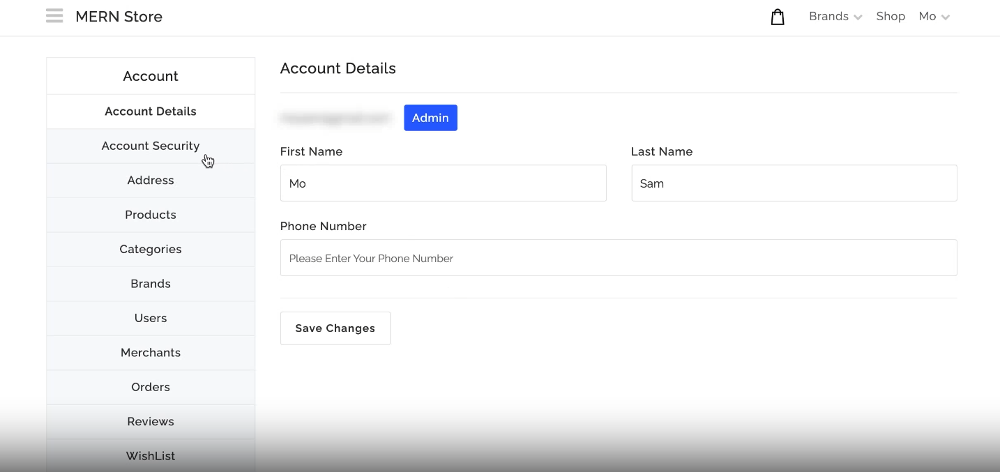 MERN Store
Brands
Shop
Mo
Account
Account Details
Account Security
Address
Products
Categories
Brands
Users
Merchants
Orders
Reviews
WishList
Account Details
Admin
First Name
Last Name
Mo
Sam
Phone Number
Please Enter Your Phone Number
Save Changes